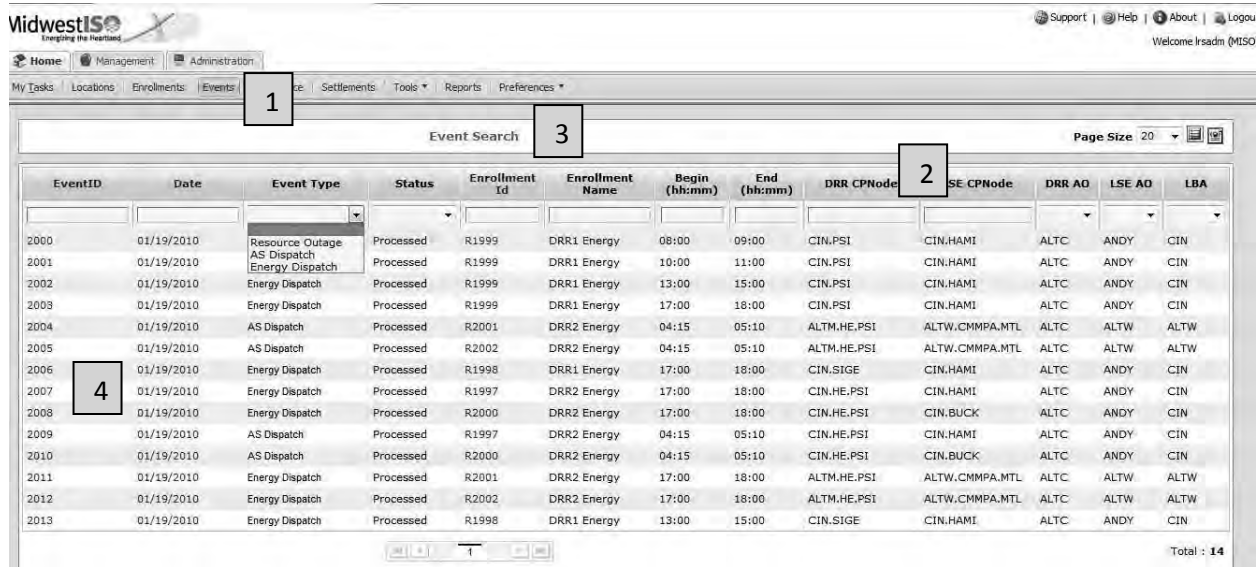 MidwestISO
Energizing the Heartland
Support | Help | About | Logou
Welcome lrsadm (MISO
Home Management Administration
My Tasks Locations Enrollments Events ce Settlements Tools Reports Preferences
1
Event Search
3
Page Size 20
EventID Date Event Type Status Enrollment Id Enrollment Name Begin (hh:mm) End (hh:mm) DRR CPNode 2 SE CPNode DRR AO LSE AO LBA
Resource Outage
AS Dispatch
Energy Dispatch
2000 01/19/2010 Processed R1999 DRR1 Energy 08:00 09:00 CIN.PSI CIN.HAMI ALTC ANDY CIN
2001 01/19/2010 Processed R1999 DRR1 Energy 10:00 11:00 CIN.PSI CIN.HAMI ALTC ANDY CIN
2002 01/19/2010 Energy Dispatch Processed R1999 DRR1 Energy 13:00 15:00 CIN.PSI CIN.HAMI ALTC ANDY CIN
2003 01/19/2010 Energy Dispatch Processed R1999 DRR1 Energy 17:00 18:00 CIN.PSI CIN.HAMI ALTC ANDY CIN
2004 01/19/2010 AS Dispatch Processed R2001 DRR2 Energy 04:15 05:10 ALTM.HE.PSI ALTW.CMMPA.MTL ALTC ALTW ALTW
2005 01/19/2010 AS Dispatch Processed R2002 DRR2 Energy 04:15 05:10 ALTM.HE.PSI ALTW.CMMPA.MTL ALTC ALTW ALTW
2006 01/19/2010 Energy Dispatch Processed R1998 DRR1 Energy 17:00 18:00 CIN.SIGE CIN.HAMI ALTC ANDY CIN
4
2007 01/19/2010 Energy Dispatch Processed R1997 DRR2 Energy 17:00 18:00 CIN.HE.PSI CIN.HAMI ALTC ANDY CIN
2008 01/19/2010 Energy Dispatch Processed R2000 DRR2 Energy 17:00 18:00 CIN.HE.PSI CIN.BUCK ALTC ANDY CIN
2009 01/19/2010 AS Dispatch Processed R1997 DRR2 Energy 04:15 05:10 CIN.HE.PSI CIN.HAMI ALTC ANDY CIN
2010 01/19/2010 AS Dispatch Processed R2000 DRR2 Energy 04:15 05:10 CIN.HE.PSI CIN.BUCK ALTC ANDY CIN
2011 01/19/2010 Energy Dispatch Processed R2001 DRR2 Energy 17:00 18:00 ALTM.HE.PSI ALTW.CMMPA.MTL ALTC ALTW ALTW
2012 01/19/2010 Energy Dispatch Processed R2002 DRR2 Energy 17:00 18:00 ALTM.HE.PSI ALTW.CMMPA.MTL ALTC ALTW ALTW
2013 01/19/2010 Energy Dispatch Processed R1998 DRR1 Energy 13:00 15:00 CIN.SIGE CIN.HAMI ALTC ANDY CIN
1
Total : 14